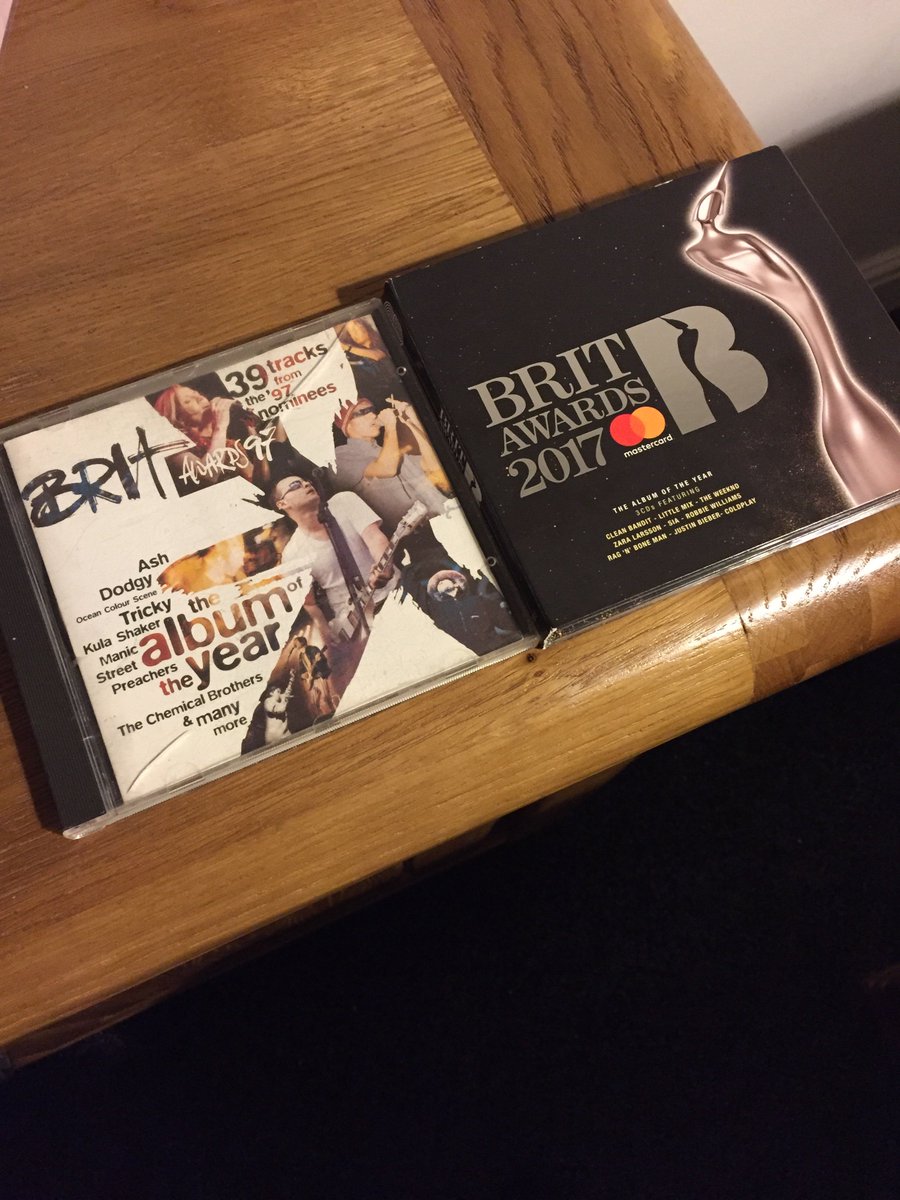 39 tracks
from
the '97
nominees
BRIT
AWARDS 97
Ash
Dodgy
Ocean Colour Scene
Tricky
Kula Shaker
Manic
Street
Preachers
The Chemical Brothers
& many
more
the
album of
the year
BRIT
AWARDS
2017
mastercard
THE ALBUM OF THE YEAR
3CDs FEATURING
CLEAN BANDIT - LITTLE MIX - THE WEEKND
ZARA LARSSON - SIA - ROBBIE WILLIAMS
RAG 'N' BONE MAN - JUSTIN BIEBER - COLDPLAY